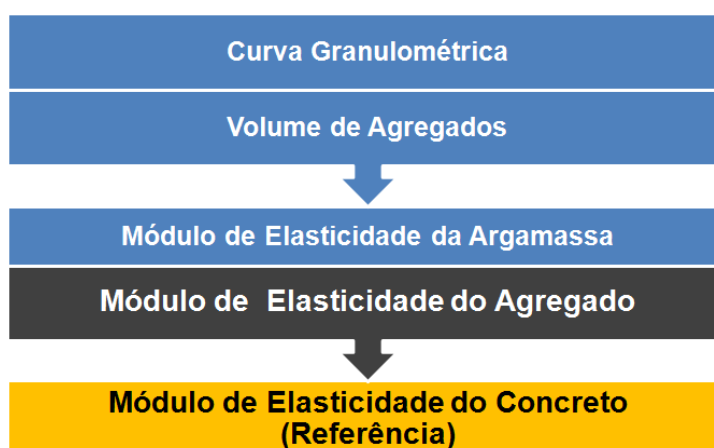 Curva Granulométrica
Volume de Agregados
Módulo de Elasticidade da Argamassa
Módulo de Elasticidade do Agregado
Módulo de Elasticidade do Concreto
(Referência)